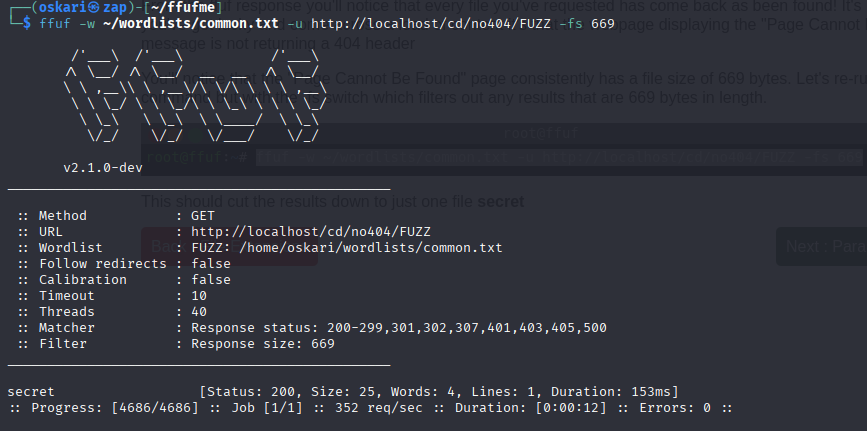 ┌──(oskari㉿zap)-[~/ffufme]
└─$ ffuf -w ~/wordlists/common.txt -u http://localhost/cd/no404/FUZZ -fs 669
v2.1.0-dev
:: Method : GET
:: URL : http://localhost/cd/no404/FUZZ
:: Wordlist : FUZZ: /home/oskari/wordlists/common.txt
:: Follow redirects : false
:: Calibration : false
:: Timeout : 10
:: Threads : 40
:: Matcher : Response status: 200-299,301,302,307,401,403,405,500
:: Filter : Response size: 669
secret [Status: 200, Size: 25, Words: 4, Lines: 1, Duration: 153ms]
:: Progress: [4686/4686] :: Job [1/1] :: 352 req/sec :: Duration: [0:00:12] :: Errors: 0 ::
response you'll notice that every file you've requested has come back as been found! It's
page displaying the "Page Cannot
message is not returning a 404 header
Cannot Be Found" page consistently has a file size of 669 bytes. Let's re-ru
switch which filters out any results that are 669 bytes in length.
root@ffuf
root@ffuf:~#
This should cut the results down to just one file secret
Next : Para